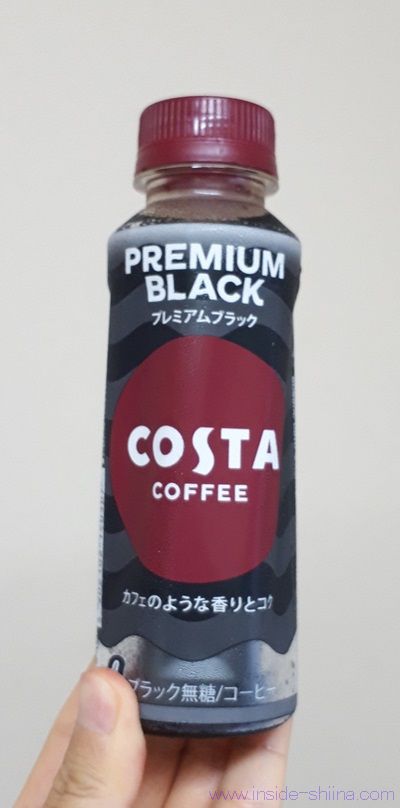 PREMIUM
BLACK
プレミアムブラック
COSTA
COFFEE
カフェのような香りとコク
ブラック無糖/コーヒー
www.inside-shiina.com